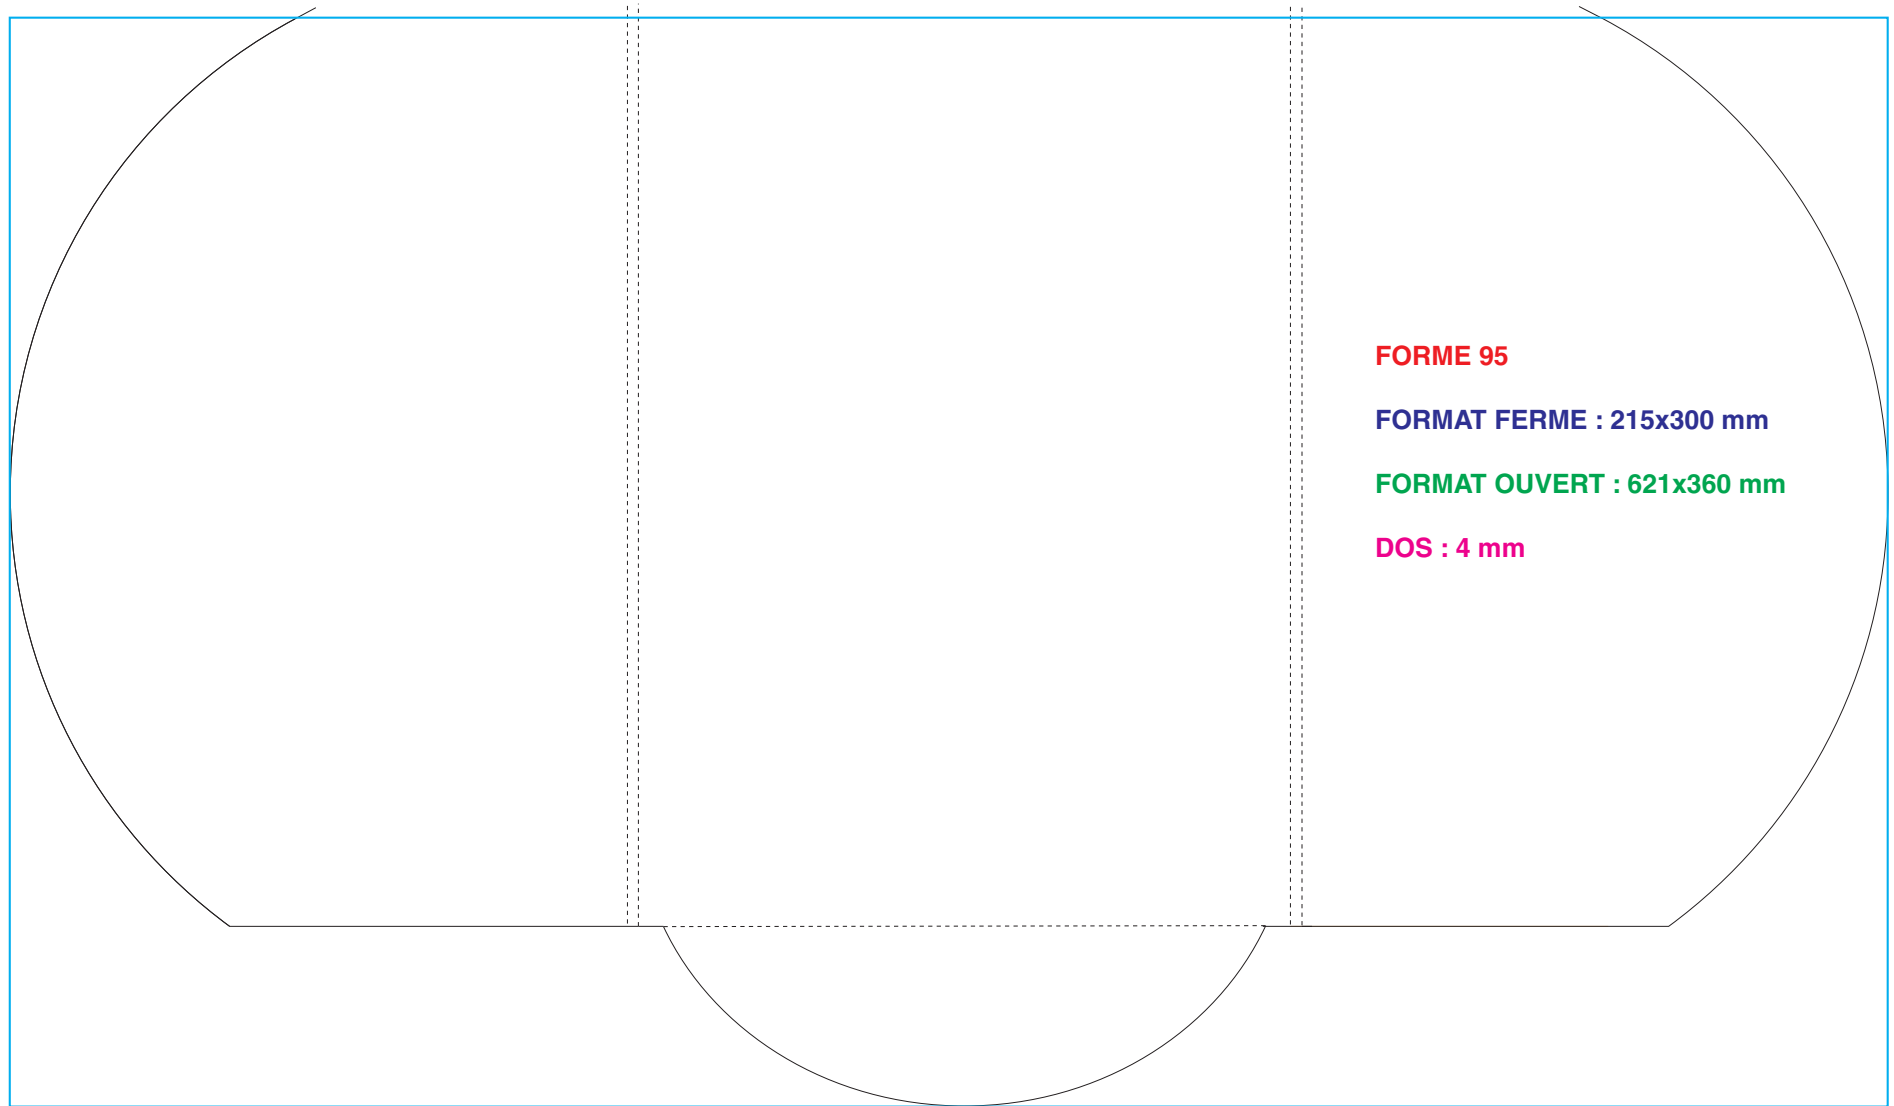 FORME 95
FORMAT FERME : 215x300 mm
FORMAT OUVERT : 621x360 mm
DOS : 4 mm